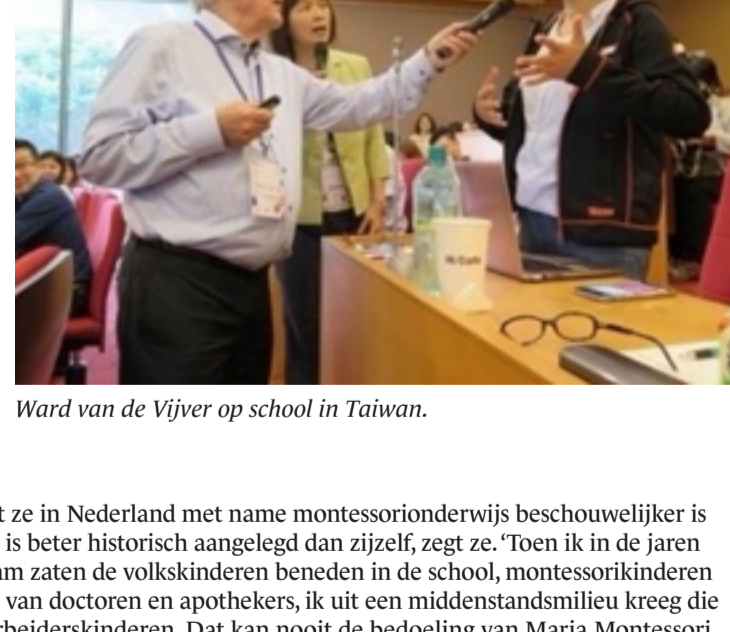 Ward van de Vijver op school in Taiwan.
ze in Nederland met name montessorionderwijs beschouwelijker is
is beter historisch aangelegd dan zijzelf, zegt ze. ‘Toen ik in de jaren
zaten de volkskinderen beneden in de school, montessorikinderen
van doctoren en apothekers, ik uit een middenstandsmilieu kreeg die
Dat kan nooit de bedoeling van Maria Montessori